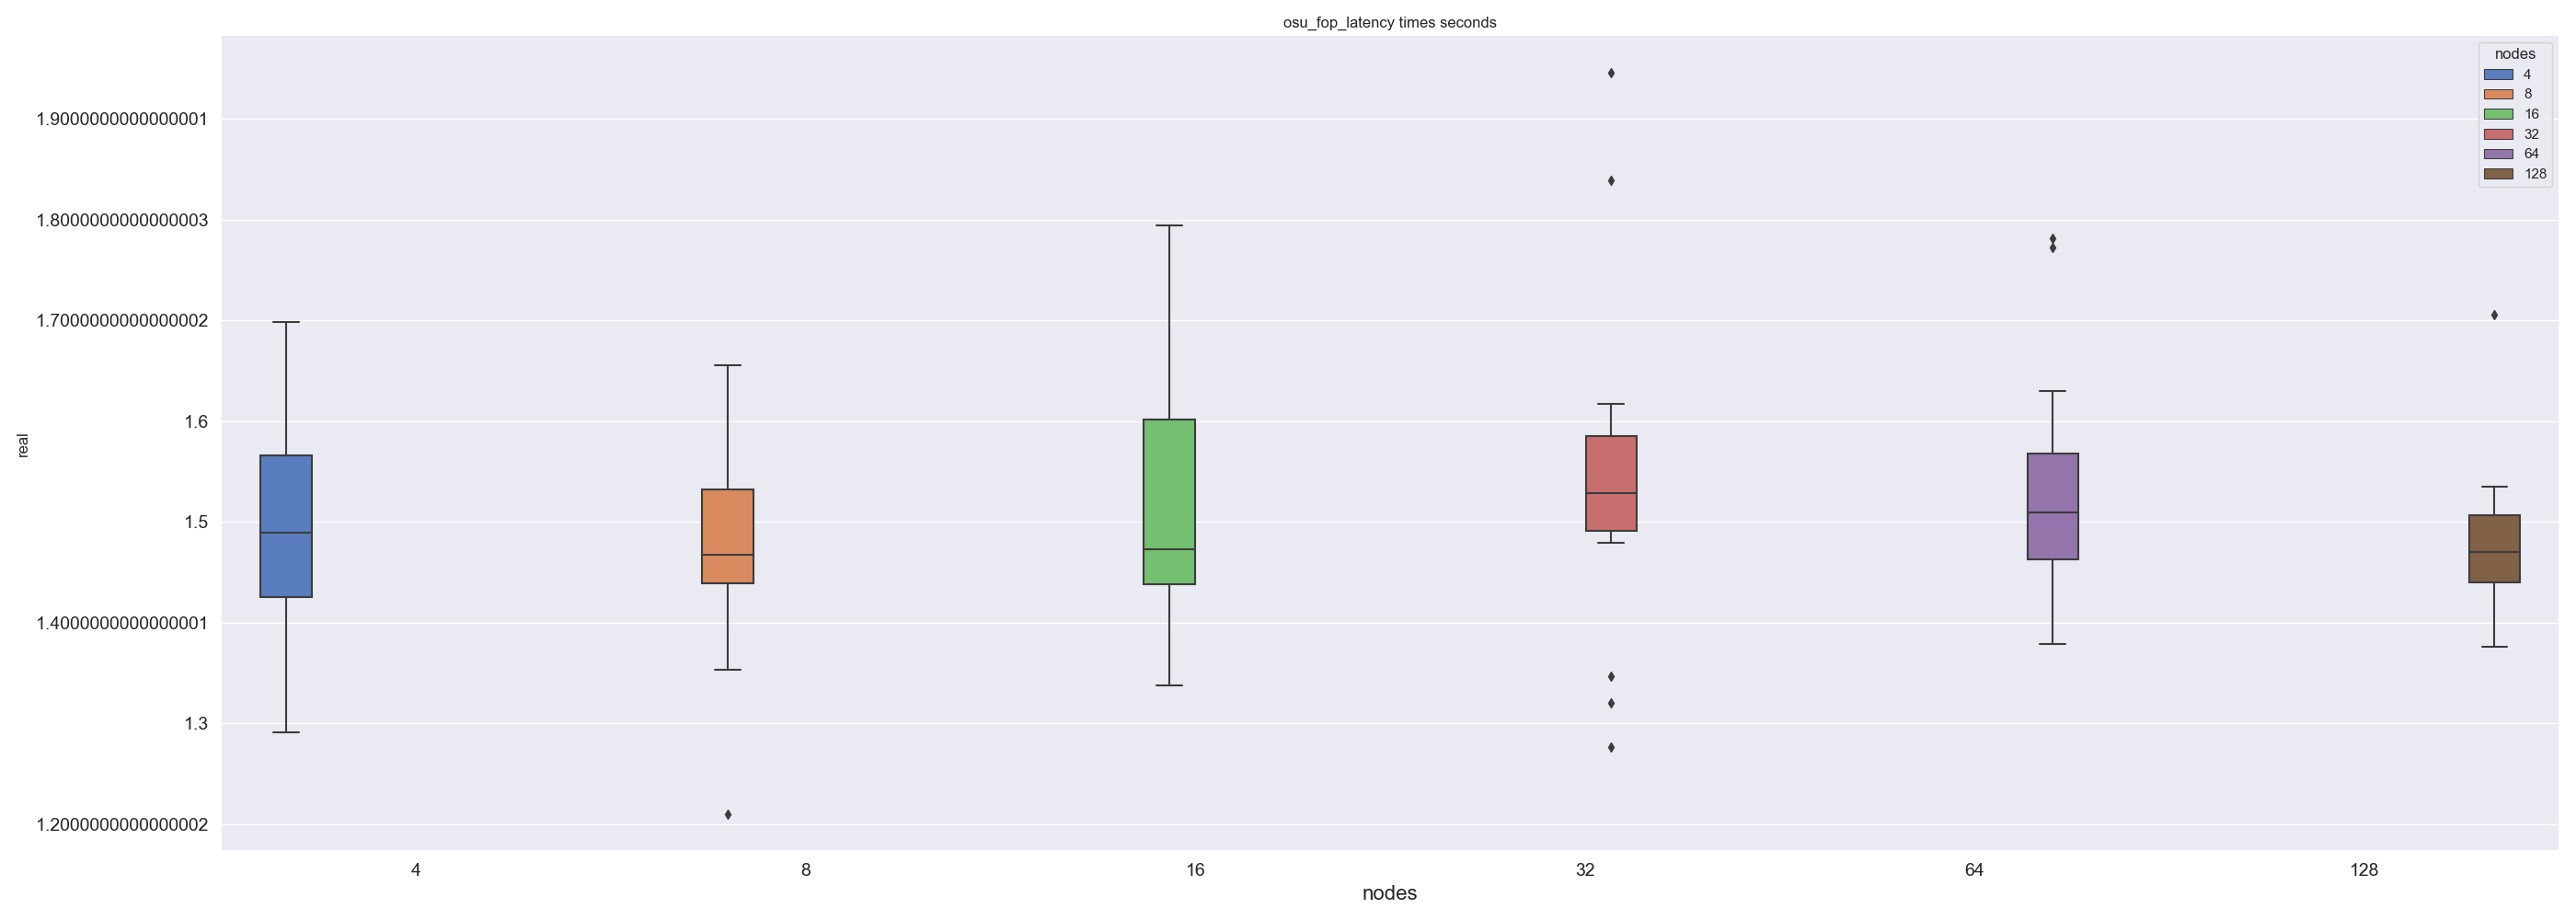 osu_fop_latency times seconds
nodes
4
8
16
32
64
128
1.9000000000000001
1.8000000000000003
1.7000000000000002
1.6
1.5
1.4000000000000001
1.3
1.2000000000000002
real
4 8 16 32 64 128
nodes